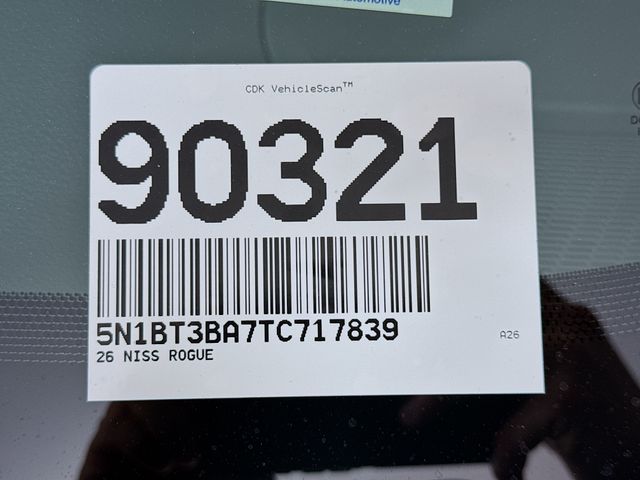 CDK VehicleScan™
90321
5N1BT3BA7TC717839
26 NISS ROGUE
A26